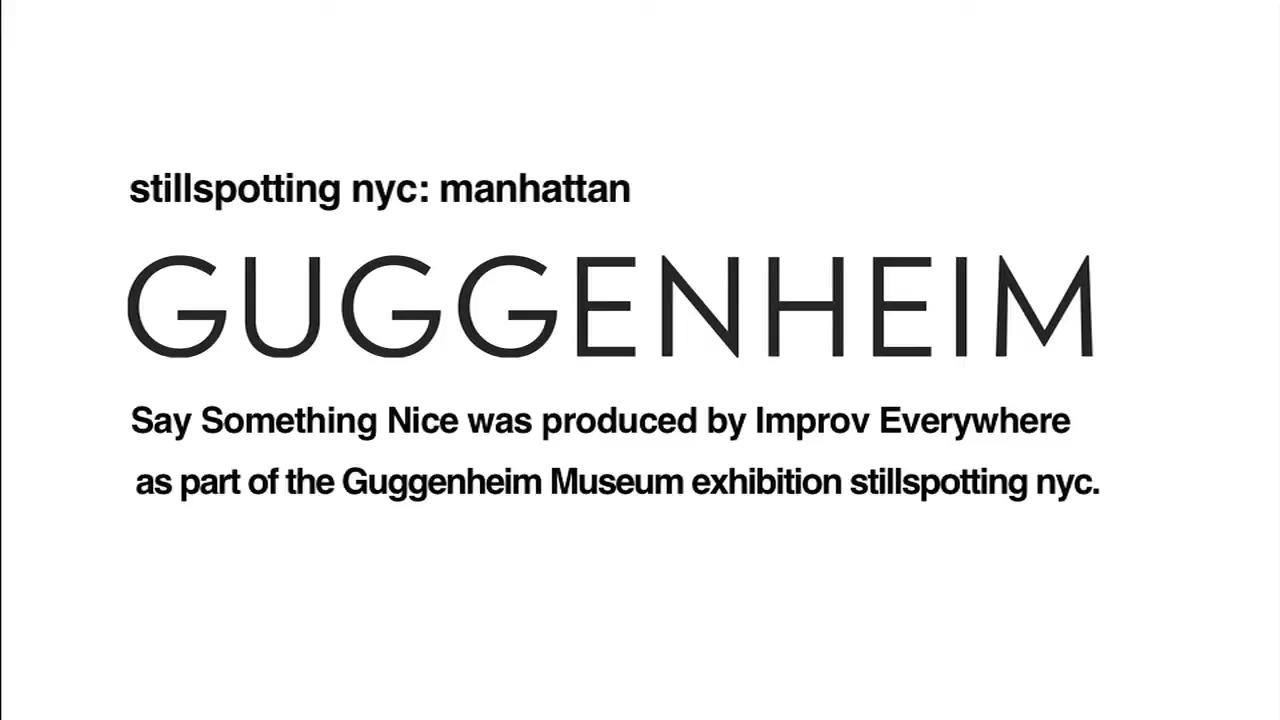 stillspotting nyc: manhattan
GUGGENHEIM
Say Something Nice was produced by Improv Everywhere
as part of the Guggenheim Museum exhibition stillspotting nyc.